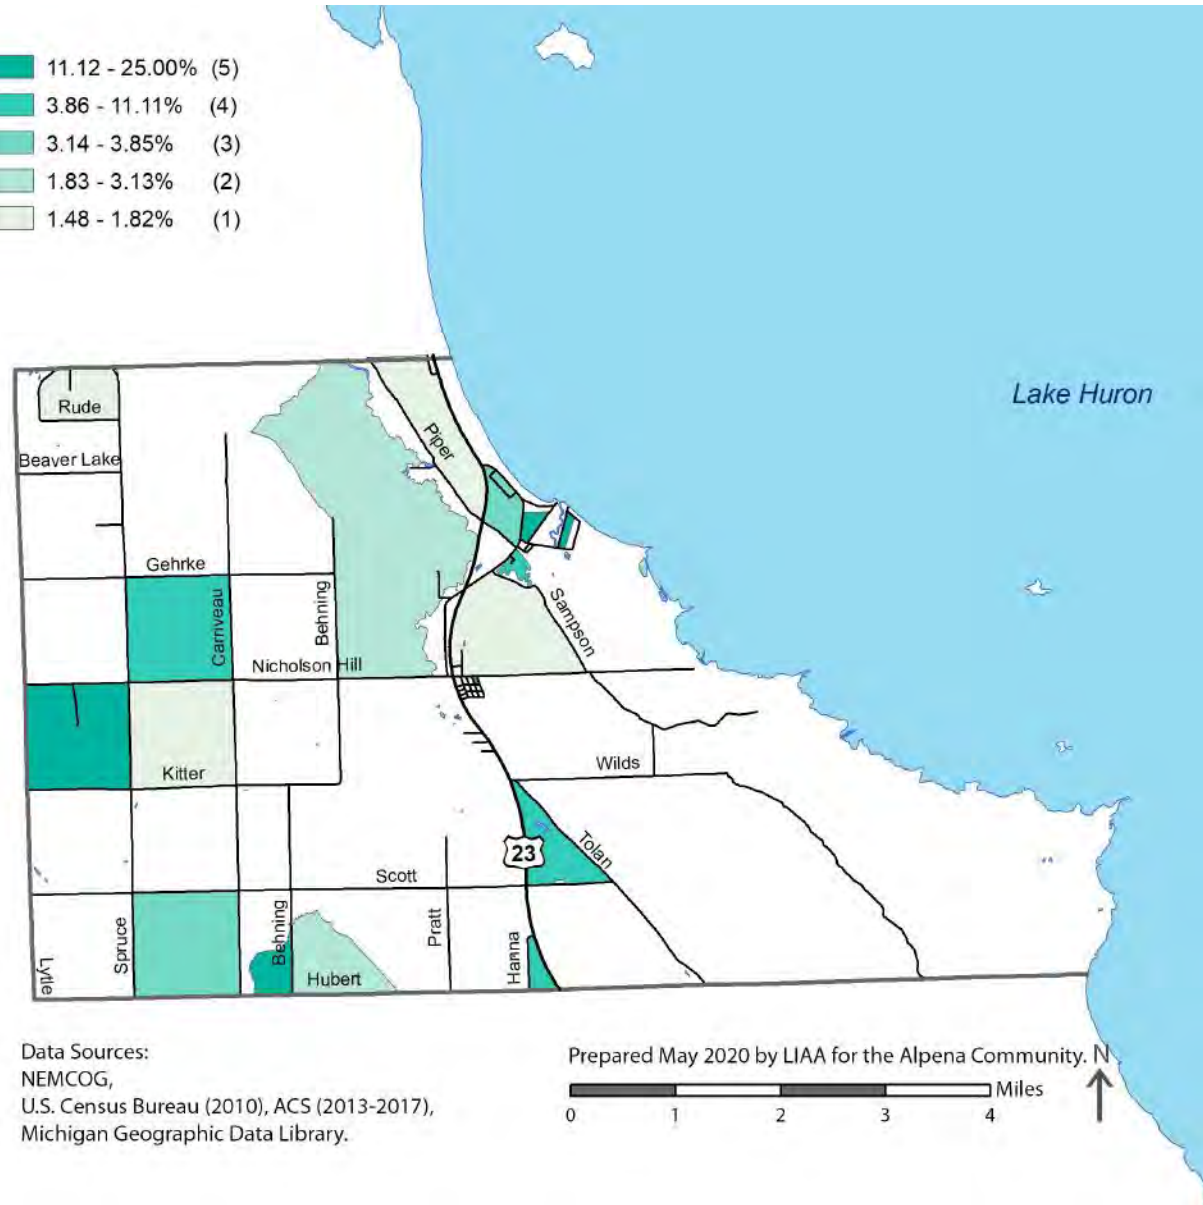 11.12 - 25.00% (5)
3.86 - 11.11% (4)
3.14 - 3.85% (3)
1.83 - 3.13% (2)
1.48 - 1.82% (1)
Lake Huron
Rude
Piper
Beaver Lake
Gehrke
Carriveau
Behning
Sampson
Nicholson Hill
Kitter
Wilds
23
Tolan
Scott
Lytle
Spruce
Behning
Hubert
Pratt
Hanna
Data Sources:
NEMCOG,
U.S. Census Bureau (2010), ACS (2013-2017),
Michigan Geographic Data Library.
Prepared May 2020 by LIAA for the Alpena Community.
N
Miles
0 1 2 3 4